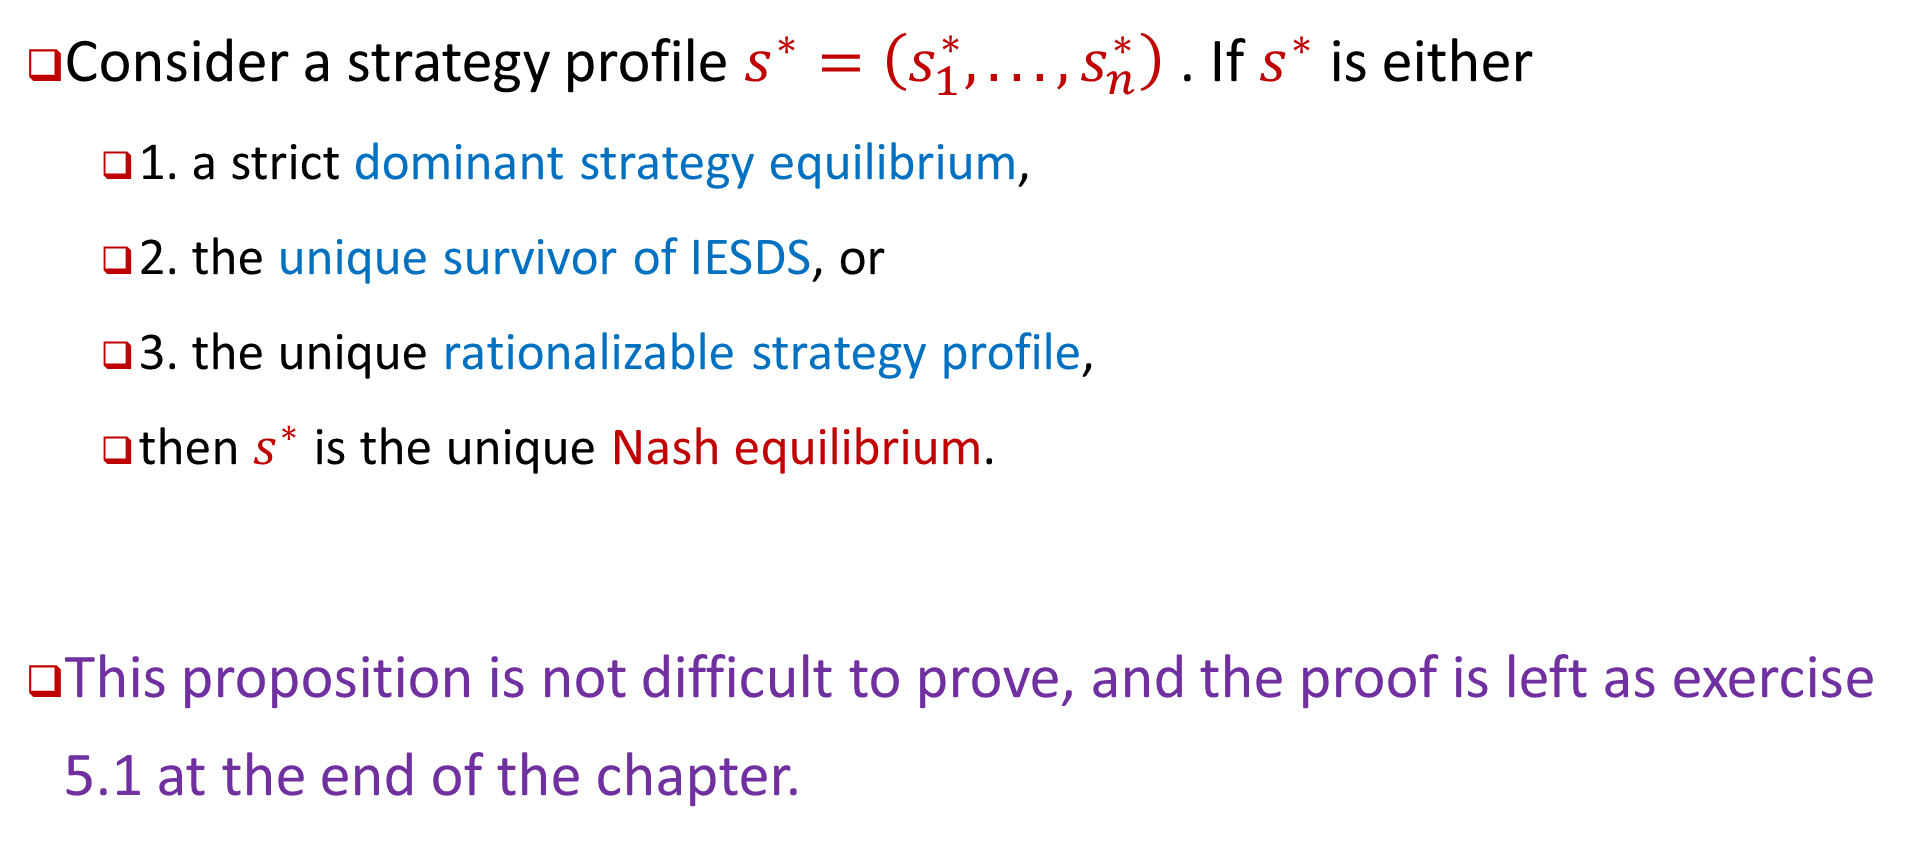 ❑Consider a strategy profile s* = (s₁*, . . . , sₙ*) . If s* is either
❑1. a strict dominant strategy equilibrium,
❑2. the unique survivor of IESDS, or
❑3. the unique rationalizable strategy profile,
❑then s* is the unique Nash equilibrium.
❑This proposition is not difficult to prove, and the proof is left as exercise
5.1 at the end of the chapter.